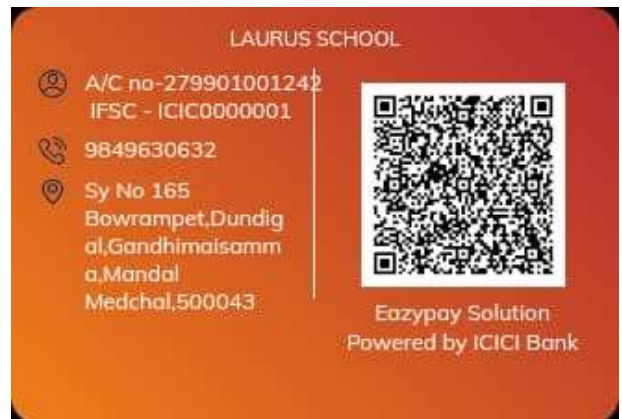 LAURUS SCHOOL
A/C no-279901001242
IFSC - ICIC0000001
9849630632
Sy No 165
Bowrampet,Dundig
al,Gandhimaisamm
a,Mandal
Medchal,500043
Eazypay Solution
Powered by ICICI Bank